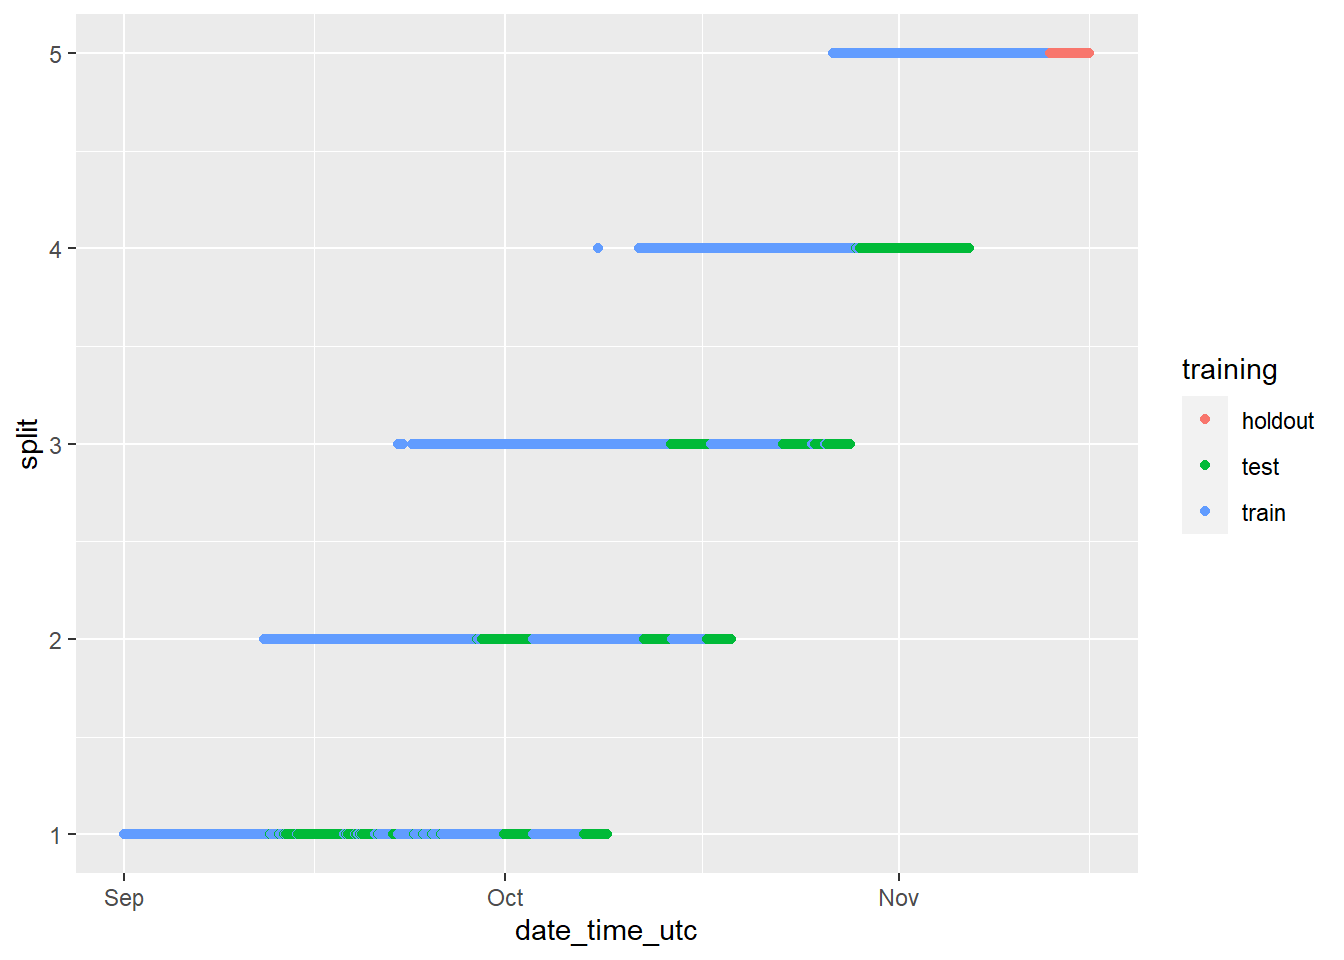 5
4
3
2
1
split
Sep
Oct
Nov
date_time_utc
training
holdout
test
train